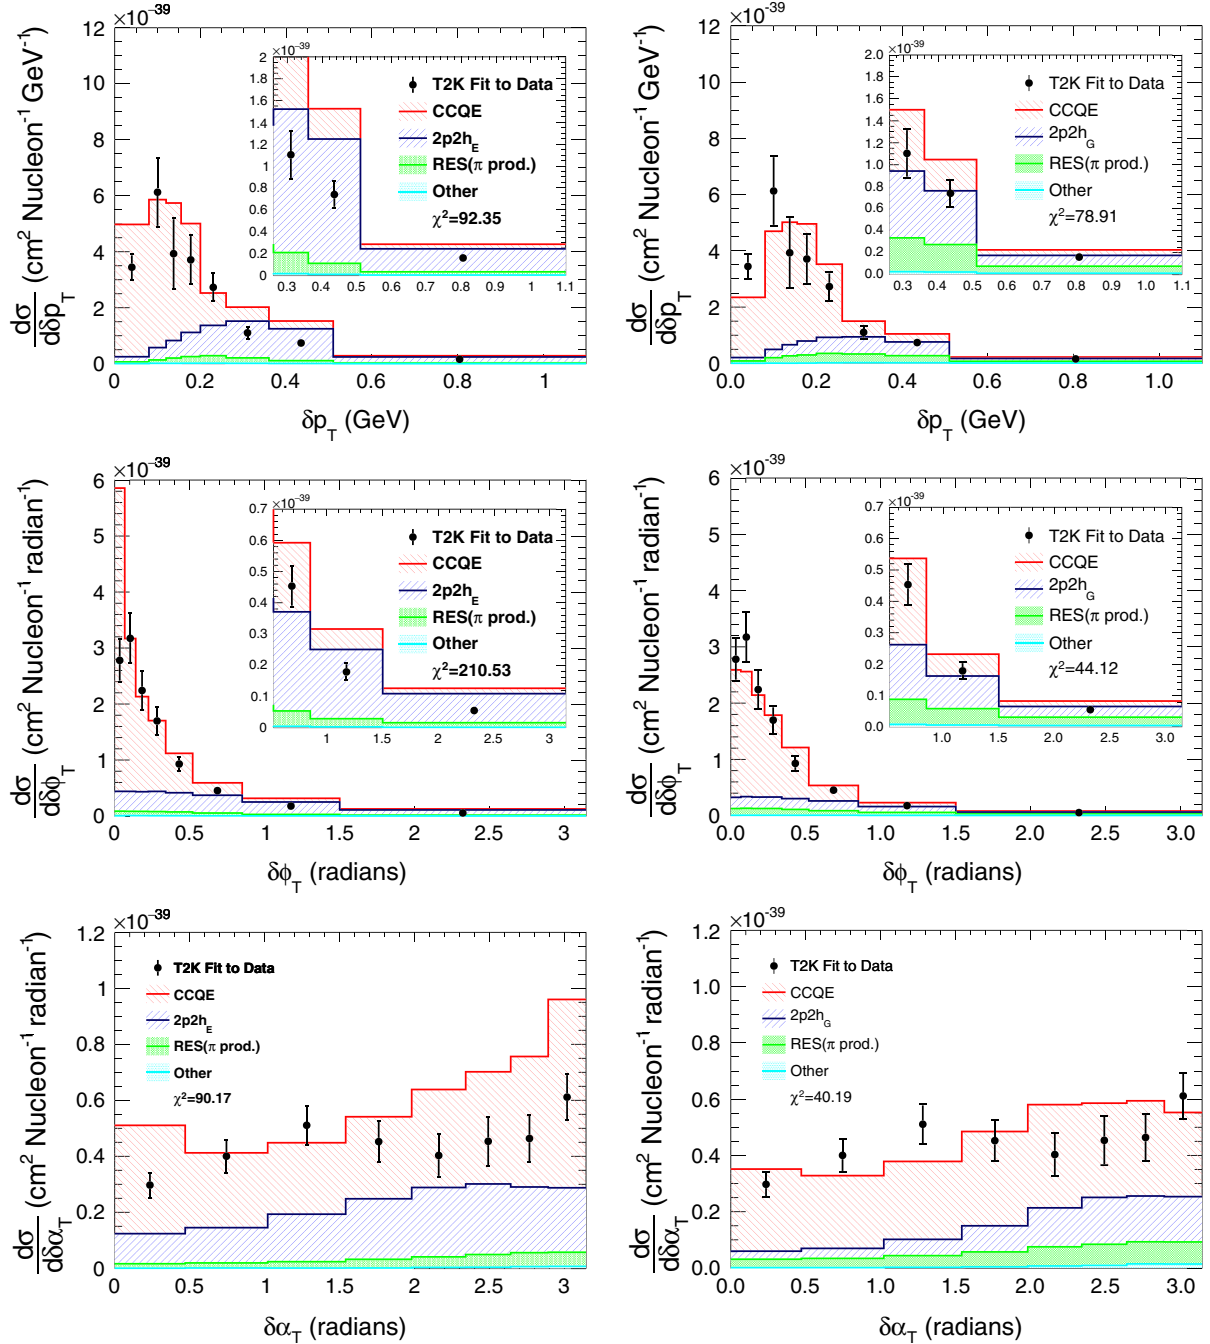 ×10⁻³⁹
12
10
8
6
4
2
0
dσ/dδp_T (cm² Nucleon⁻¹ GeV⁻¹)
×10⁻³⁹
2
1.8
1.6
1.4
1.2
1
0.8
0.6
0.4
0.2
0
0.3 0.4 0.5 0.6 0.7 0.8 0.9 1 1.1
T2K Fit to Data
CCQE
2p2h_E
RES(π prod.)
Other
χ²=92.35
0 0.2 0.4 0.6 0.8 1
δp_T (GeV)
×10⁻³⁹
12
10
8
6
4
2
0
dσ/dδp_T (cm² Nucleon⁻¹ GeV⁻¹)
×10⁻³⁹
2.0
1.8
1.6
1.4
1.2
1.0
0.8
0.6
0.4
0.2
0.0
0.3 0.4 0.5 0.6 0.7 0.8 0.9 1.0 1.1
T2K Fit to Data
CCQE
2p2h_G
RES(π prod.)
Other
χ²=78.91
0.0 0.2 0.4 0.6 0.8 1.0
δp_T (GeV)
×10⁻³⁹
6
5
4
3
2
1
0
dσ/dδϕ_T (cm² Nucleon⁻¹ radian⁻¹)
×10⁻³⁹
0.7
0.6
0.5
0.4
0.3
0.2
0.1
0
1 1.5 2 2.5 3
T2K Fit to Data
CCQE
2p2h_E
RES(π prod.)
Other
χ²=210.53
0 0.5 1 1.5 2 2.5 3
δϕ_T (radians)
×10⁻³⁹
6
5
4
3
2
1
0
dσ/dδϕ_T (cm² Nucleon⁻¹ radian⁻¹)
×10⁻³⁹
0.7
0.6
0.5
0.4
0.3
0.2
0.1
0.0
1.0 1.5 2.0 2.5 3.0
T2K Fit to Data
CCQE
2p2h_G
RES(π prod.)
Other
χ²=44.12
0.0 0.5 1.0 1.5 2.0 2.5 3.0
δϕ_T (radians)
×10⁻³⁹
1.2
1
0.8
0.6
0.4
0.2
0
dσ/dδα_T (cm² Nucleon⁻¹ radian⁻¹)
T2K Fit to Data
CCQE
2p2h_E
RES(π prod.)
Other
χ²=90.17
0 0.5 1 1.5 2 2.5 3
δα_T (radians)
×10⁻³⁹
1.2
1.0
0.8
0.6
0.4
0.2
0.0
dσ/dδα_T (cm² Nucleon⁻¹ radian⁻¹)
T2K Fit to Data
CCQE
2p2h_G
RES(π prod.)
Other
χ²=40.19
0.0 0.5 1.0 1.5 2.0 2.5 3.0
δα_T (radians)